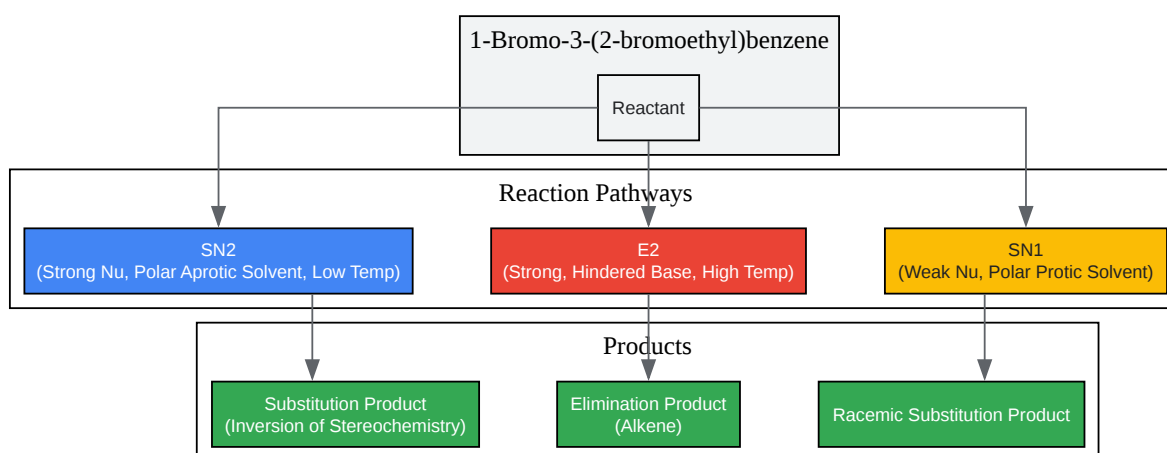 1-Bromo-3-(2-bromoethyl)benzene
Reactant
Reaction Pathways
SN2
(Strong Nu, Polar Aprotic Solvent, Low Temp)
E2
(Strong, Hindered Base, High Temp)
SN1
(Weak Nu, Polar Protic Solvent)
Products
Substitution Product
(Inversion of Stereochemistry)
Elimination Product
(Alkene)
Racemic Substitution Product